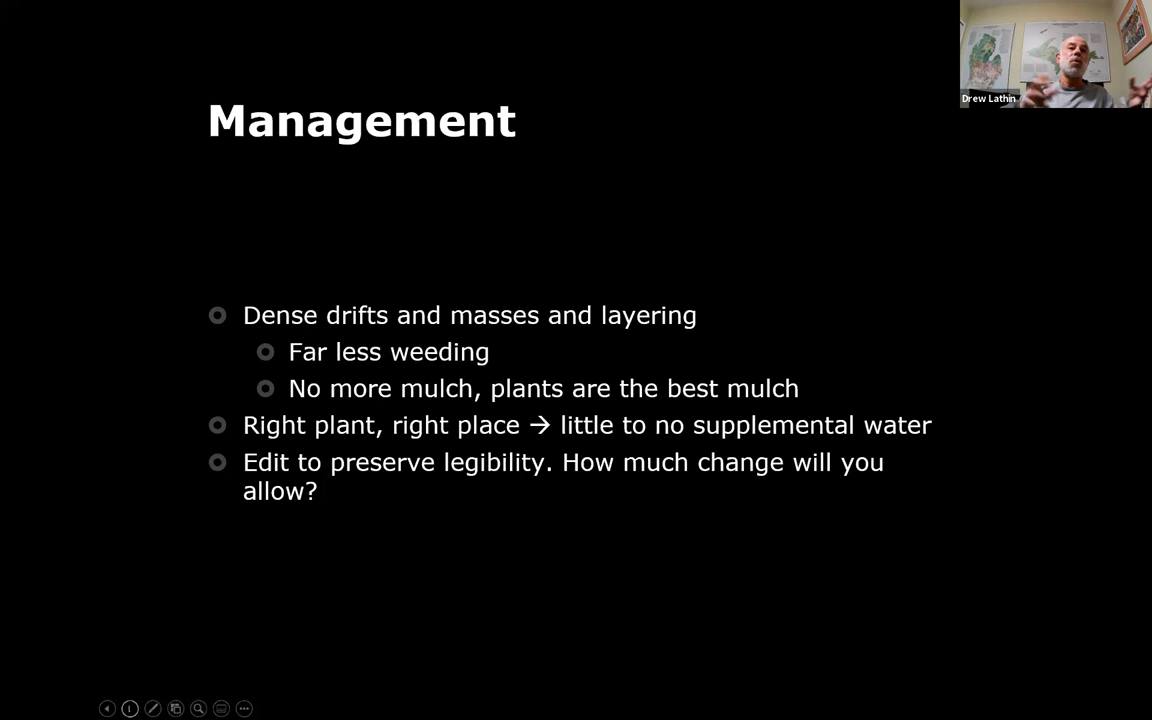 Drew Lathin
Management
Dense drifts and masses and layering
Far less weeding
No more mulch, plants are the best mulch
Right plant, right place → little to no supplemental water
Edit to preserve legibility. How much change will you
allow?